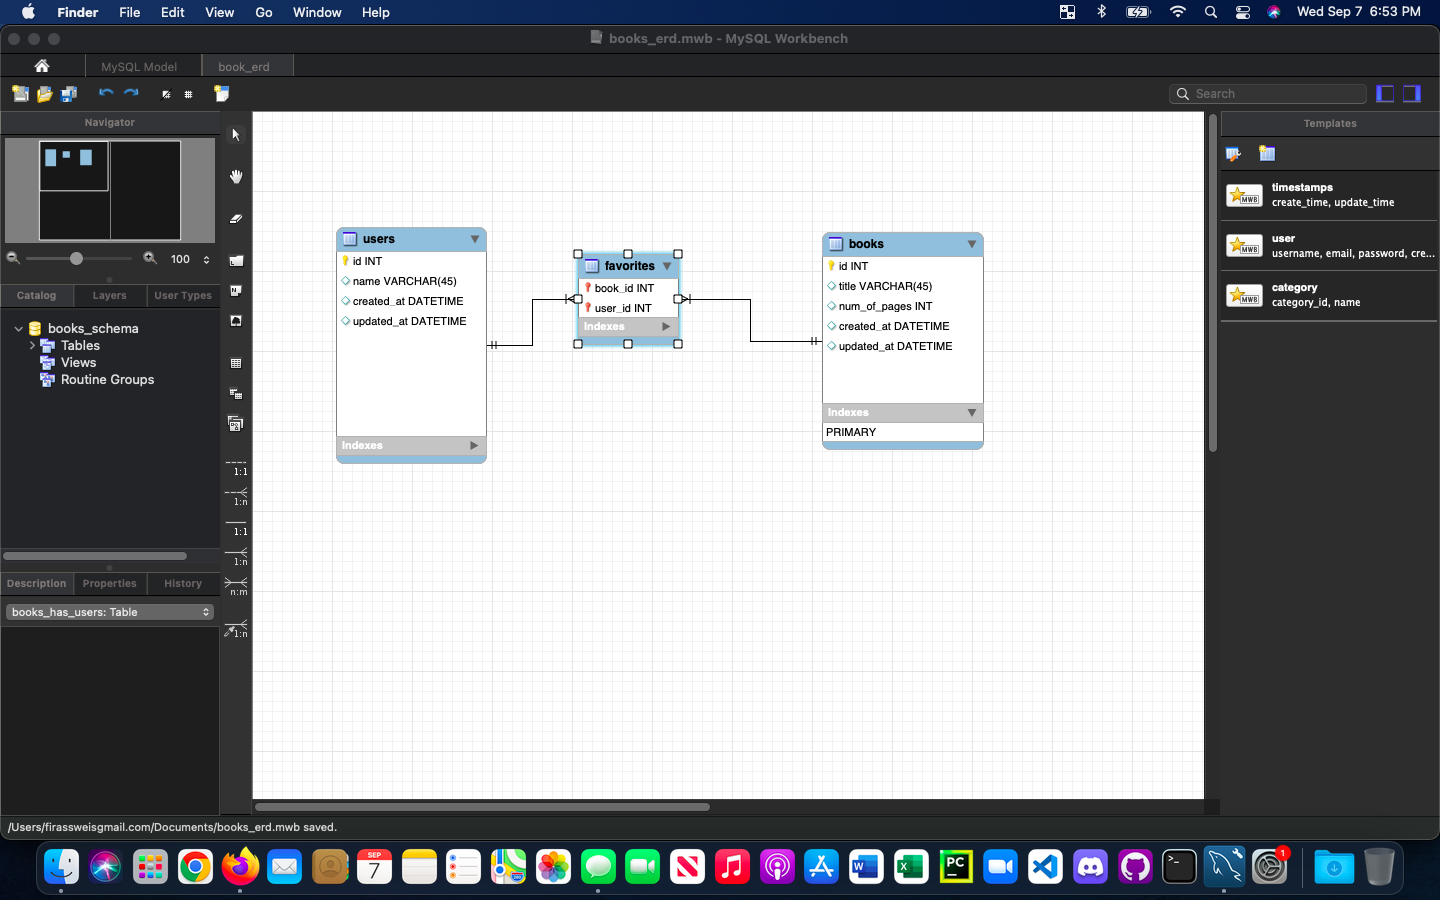 Finder File Edit View Go Window Help Wed Sep 7 6:53 PM
books_erd.mwb - MySQL Workbench
MySQL Model book_erd
Search
Navigator
100
Catalog Layers User Types
books_schema
Tables
Views
Routine Groups
Description Properties History
books_has_users: Table
1:1
1:n
1:1
1:n
n:m
1:n
users
id INT
name VARCHAR(45)
created_at DATETIME
updated_at DATETIME
Indexes
favorites
book_id INT
user_id INT
Indexes
books
id INT
title VARCHAR(45)
num_of_pages INT
created_at DATETIME
updated_at DATETIME
Indexes
PRIMARY
Templates
MWB
timestamps
create_time, update_time
MWB
user
username, email, password, cre...
MWB
category
category_id, name
/Users/firassweisgmail.com/Documents/books_erd.mwb saved.
SEP
7
PC
1